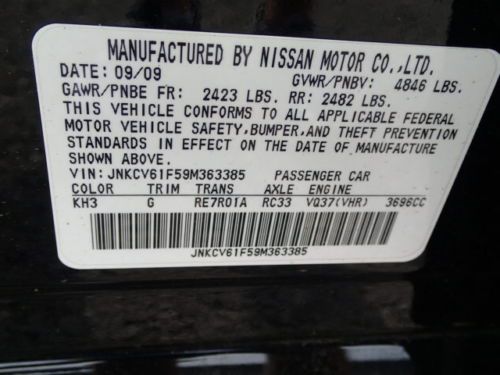 MANUFACTURED BY NISSAN MOTOR CO.,LTD.
DATE: 09/09 GVWR/PNBV: 4846 LBS.
GAWR/PNBE FR: 2423 LBS. RR: 2482 LBS.
THIS VEHICLE CONFORMS TO ALL APPLICABLE FEDERAL
MOTOR VEHICLE SAFETY, BUMPER, AND THEFT PREVENTION
STANDARDS IN EFFECT ON THE DATE OF MANUFACTURE
SHOWN ABOVE.
VIN: JNKCV61F59M363385 PASSENGER CAR
COLOR TRIM TRANS AXLE ENGINE
KH3 G RE7R01A RC33 VQ37(VHR) 3696CC
JNKCV61F59M363385